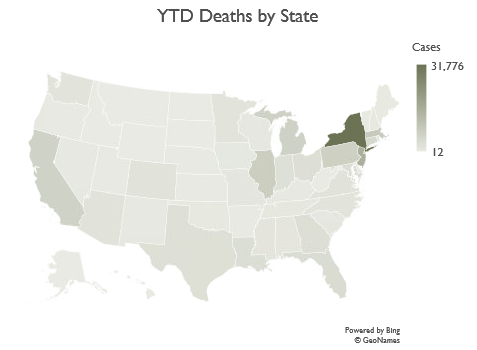 YTD Deaths by State
Cases
31,776
12
Powered by Bing
© GeoNames